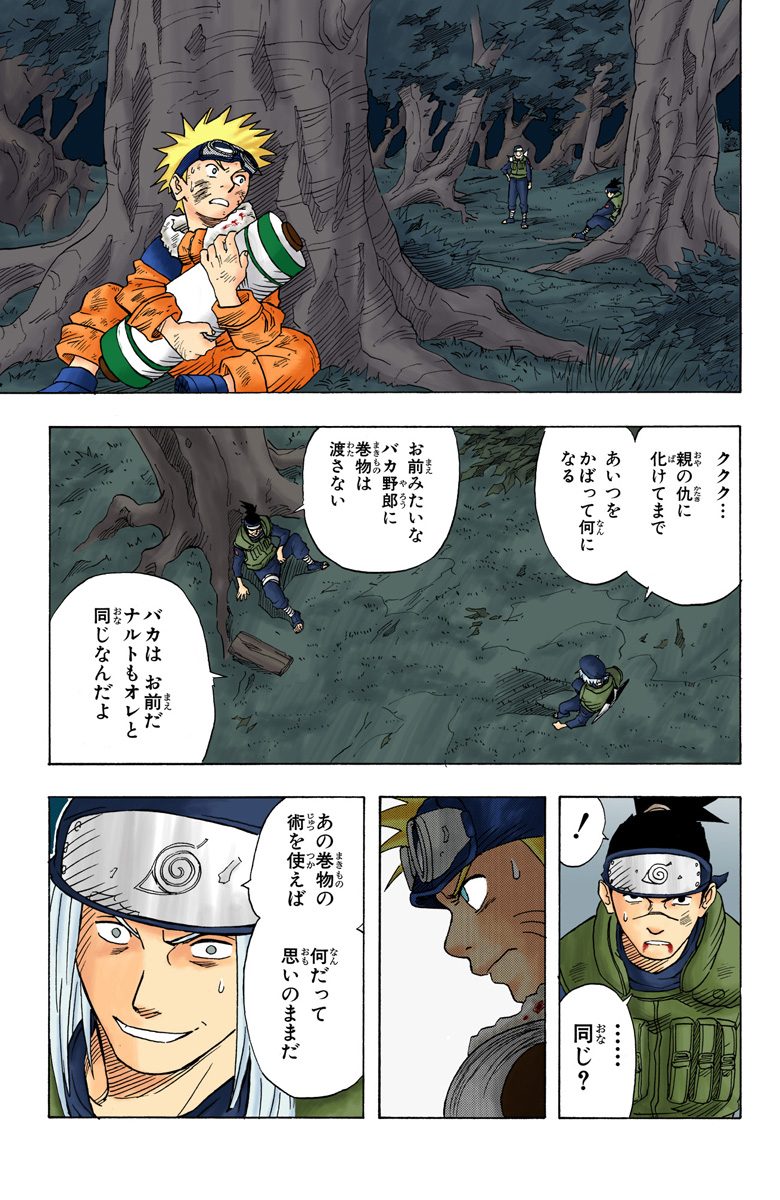 ククク…
親の仇に
化けてまで
あいつを
かばって何に
なる
お前みたいな
バカ野郎に
巻物は
渡さない
バカは お前だ
ナルトもオレと
同じなんだよ
！
……
同じ？
あの巻物の
術を使えば
何だって
思いのままだ